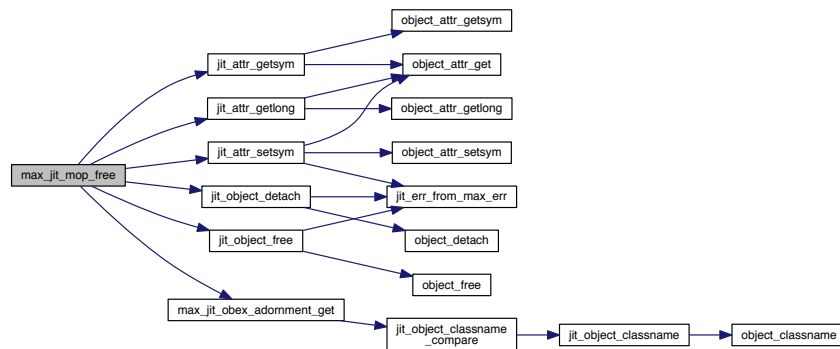 object_attr_getsym
jit_attr_getsym
object_attr_get
jit_attr_getlong
object_attr_getlong
jit_attr_setsym
object_attr_setsym
max_jit_mop_free
jit_object_detach
jit_err_from_max_err
jit_object_free
object_detach
object_free
max_jit_obex_adornment_get
jit_object_classname
_compare
jit_object_classname
object_classname